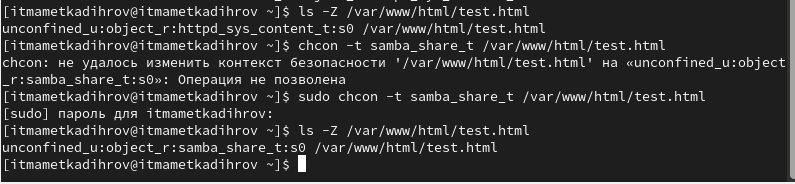 [itmametkadihrov@itmametkadihrov ~]$ ls -Z /var/www/html/test.html
unconfined_u:object_r:httpd_sys_content_t:s0 /var/www/html/test.html
[itmametkadihrov@itmametkadihrov ~]$ chcon -t samba_share_t /var/www/html/test.html
chcon: не удалось изменить контекст безопасности '/var/www/html/test.html' на «unconfined_u:object
_r:samba_share_t:s0»: Операция не позволена
[itmametkadihrov@itmametkadihrov ~]$ sudo chcon -t samba_share_t /var/www/html/test.html
[sudo] пароль для itmametkadihrov:
[itmametkadihrov@itmametkadihrov ~]$ ls -Z /var/www/html/test.html
unconfined_u:object_r:samba_share_t:s0 /var/www/html/test.html
[itmametkadihrov@itmametkadihrov ~]$